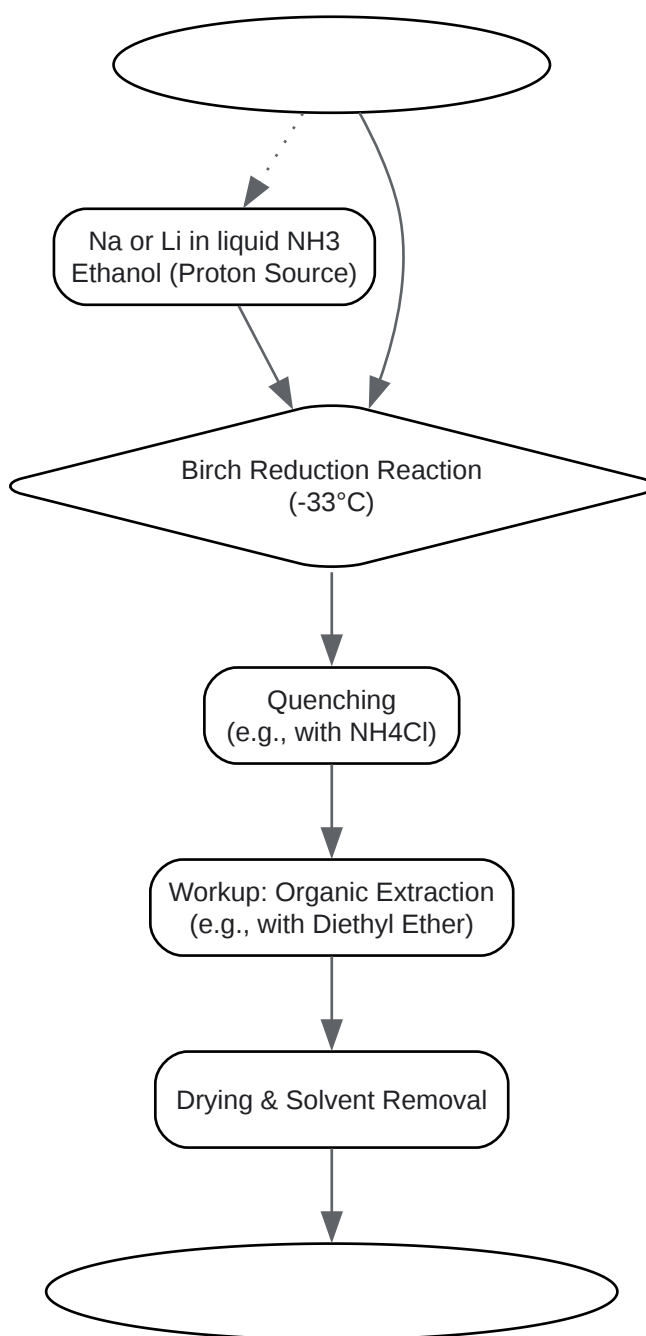 Na or Li in liquid NH3
Ethanol (Proton Source)
Birch Reduction Reaction
(-33°C)
Quenching
(e.g., with NH4Cl)
Workup: Organic Extraction
(e.g., with Diethyl Ether)
Drying & Solvent Removal